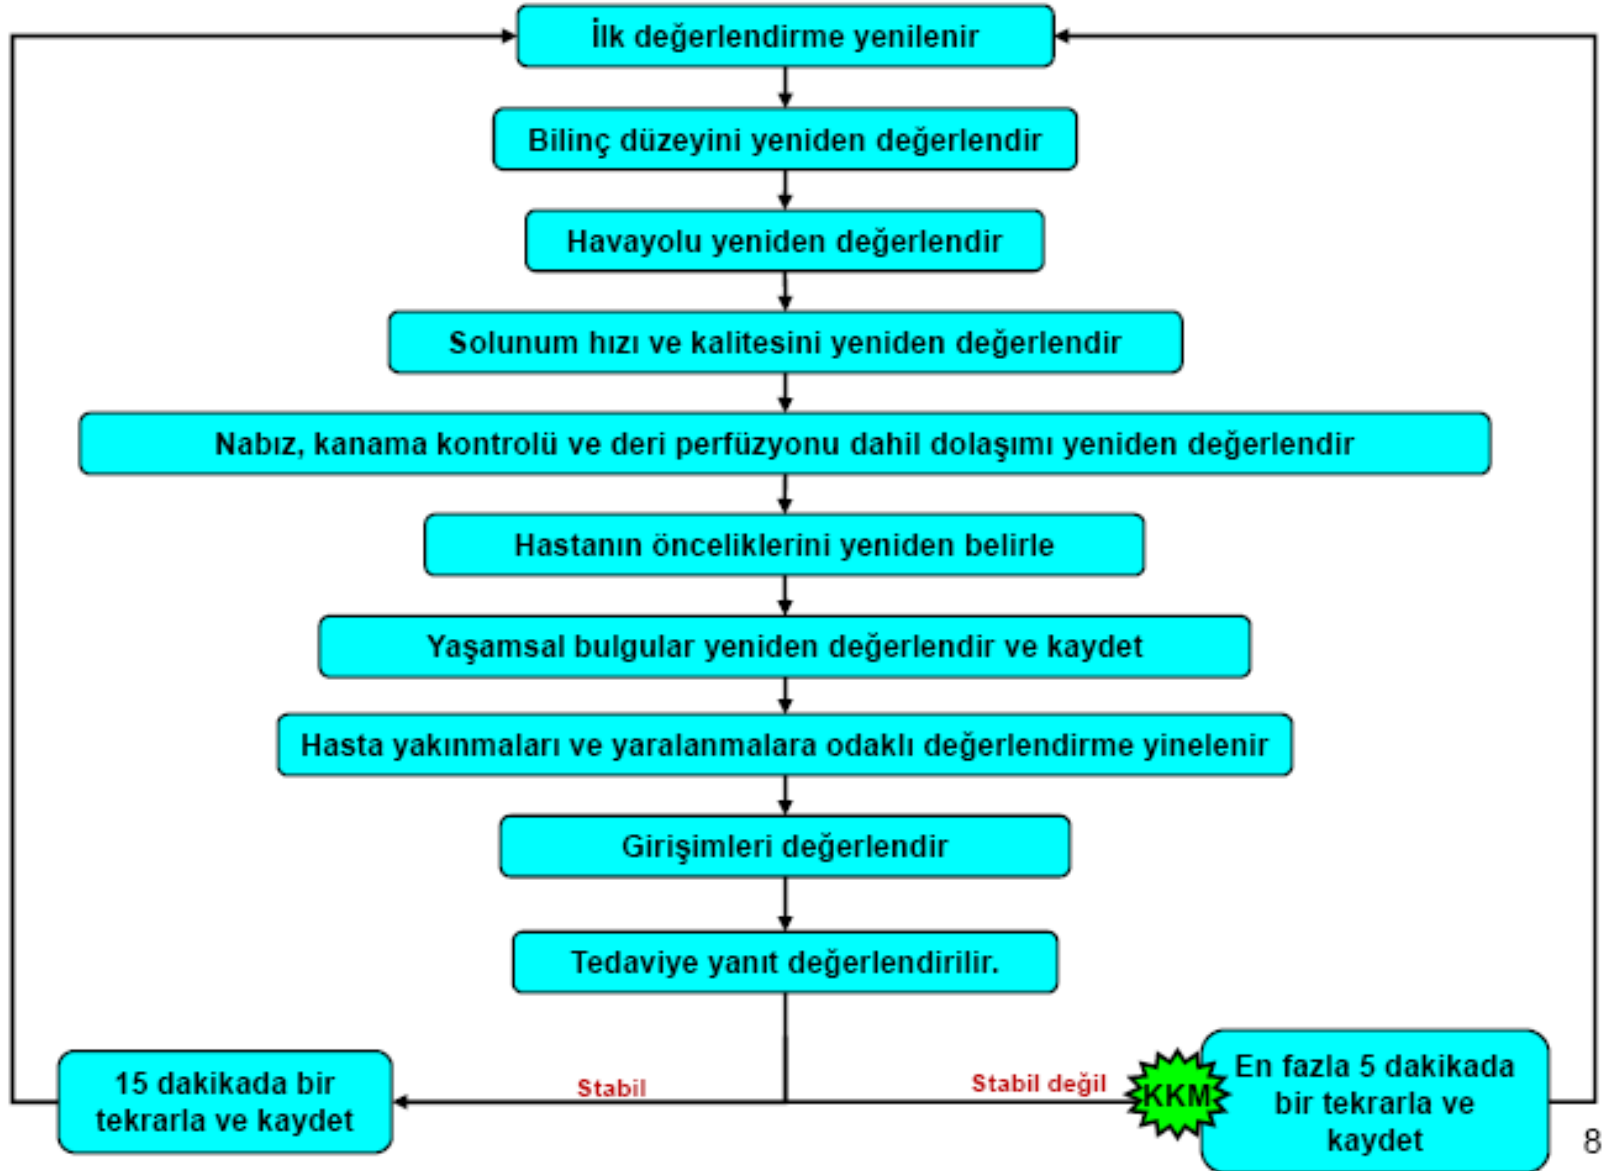 İlk değerlendirme yenilenir
Bilinç düzeyini yeniden değerlendir
Havayolu yeniden değerlendir
Solunum hızı ve kalitesini yeniden değerlendir
Nabız, kanama kontrolü ve deri perfüzyonu dahil dolaşımı yeniden değerlendir
Hastanın önceliklerini yeniden belirle
Yaşamsal bulgular yeniden değerlendir ve kaydet
Hasta yakınmaları ve yaralanmalara odaklı değerlendirme yinelenir
Girişimleri değerlendir
Tedaviye yanıt değerlendirilir.
15 dakikada bir
tekrarla ve kaydet
Stabil
Stabil değil
KKM
En fazla 5 dakikada
bir tekrarla ve
kaydet
8